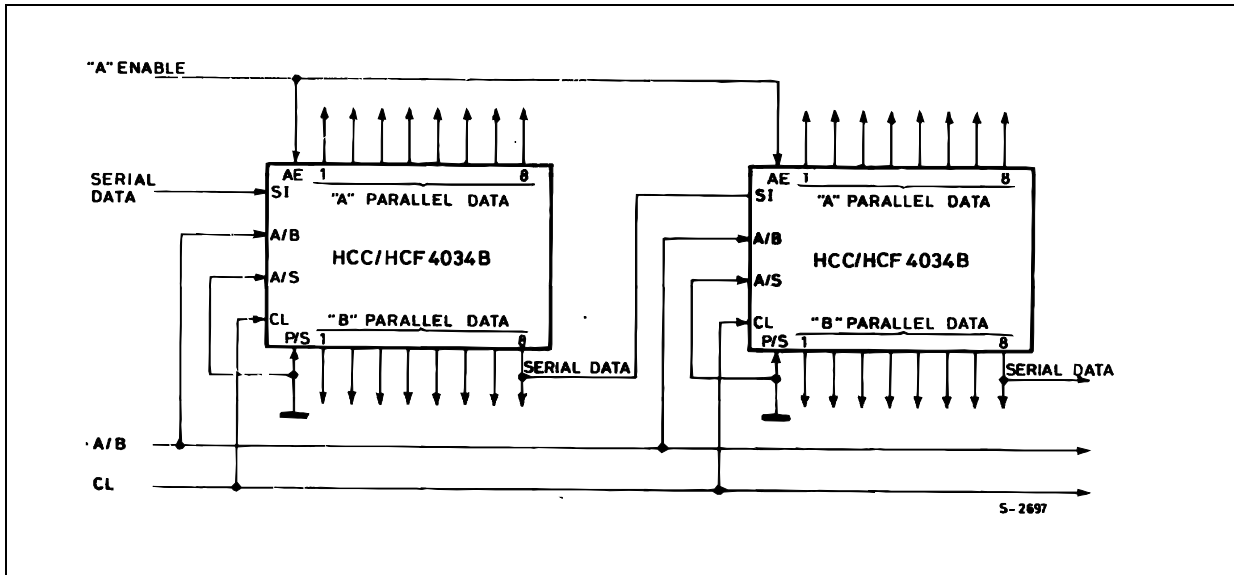 "A" ENABLE
SERIAL
DATA
AE 1 8
SI "A" PARALLEL DATA
A/B
HCC/HCF 4034B
A/S
CL "B" PARALLEL DATA
P/S 1 8
SERIAL DATA
AE 1 8
SI "A" PARALLEL DATA
A/B
HCC/HCF 4034B
A/S
CL "B" PARALLEL DATA
P/S 1 8
SERIAL DATA
A/B
CL
S-2697